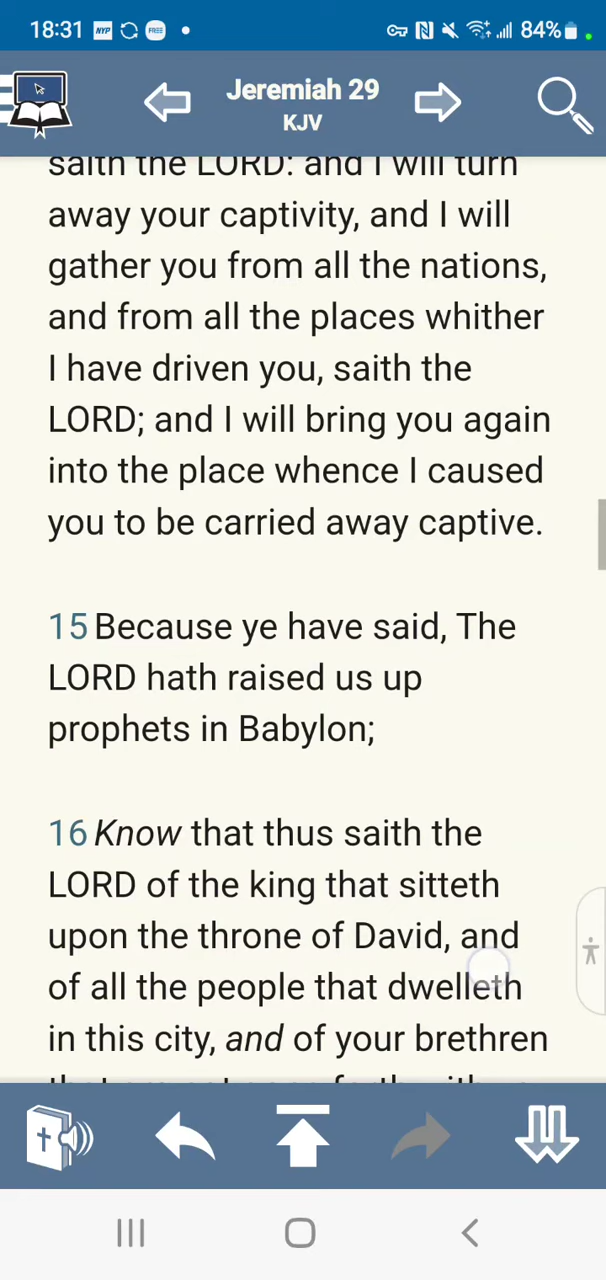 18:31 NYP FREE 84%
Jeremiah 29
KJV
saith the LORD: and I will turn
away your captivity, and I will
gather you from all the nations,
and from all the places whither
I have driven you, saith the
LORD; and I will bring you again
into the place whence I caused
you to be carried away captive.
15 Because ye have said, The
LORD hath raised us up
prophets in Babylon;
16 Know that thus saith the
LORD of the king that sitteth
upon the throne of David, and
of all the people that dwelleth
in this city, and of your brethren